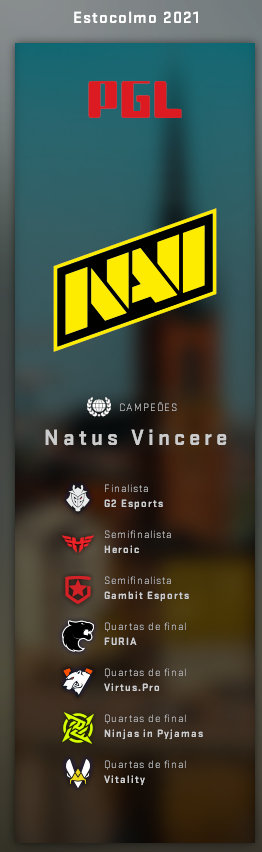 Estocolmo 2021
PGL
NAVI
CAMPEÕES
Natus Vincere
Finalista
G2 Esports
Semifinalista
Heroic
Semifinalista
Gambit Esports
Quartas de final
FURIA
Quartas de final
Virtus.Pro
Quartas de final
Ninjas in Pyjamas
Quartas de final
Vitality